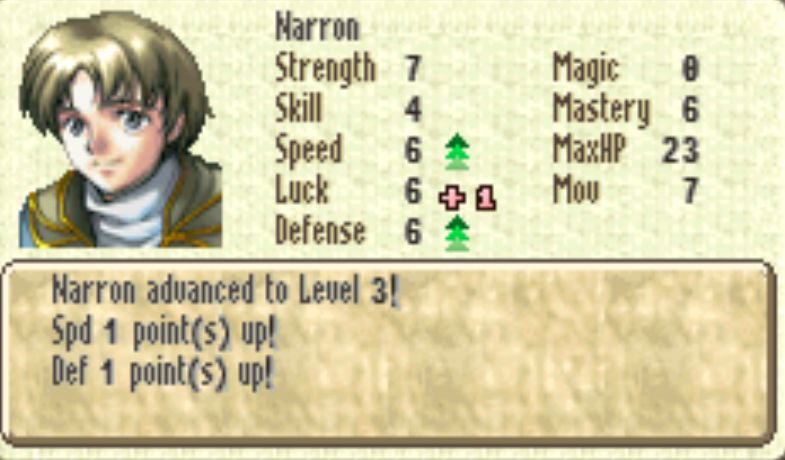 Narron
Strength 7 Magic 0
Skill 4 Mastery 6
Speed 6 MaxHP 23
Luck 6 +1 Mov 7
Defense 6
Narron advanced to Level 3!
Spd 1 point(s) up!
Def 1 point(s) up!